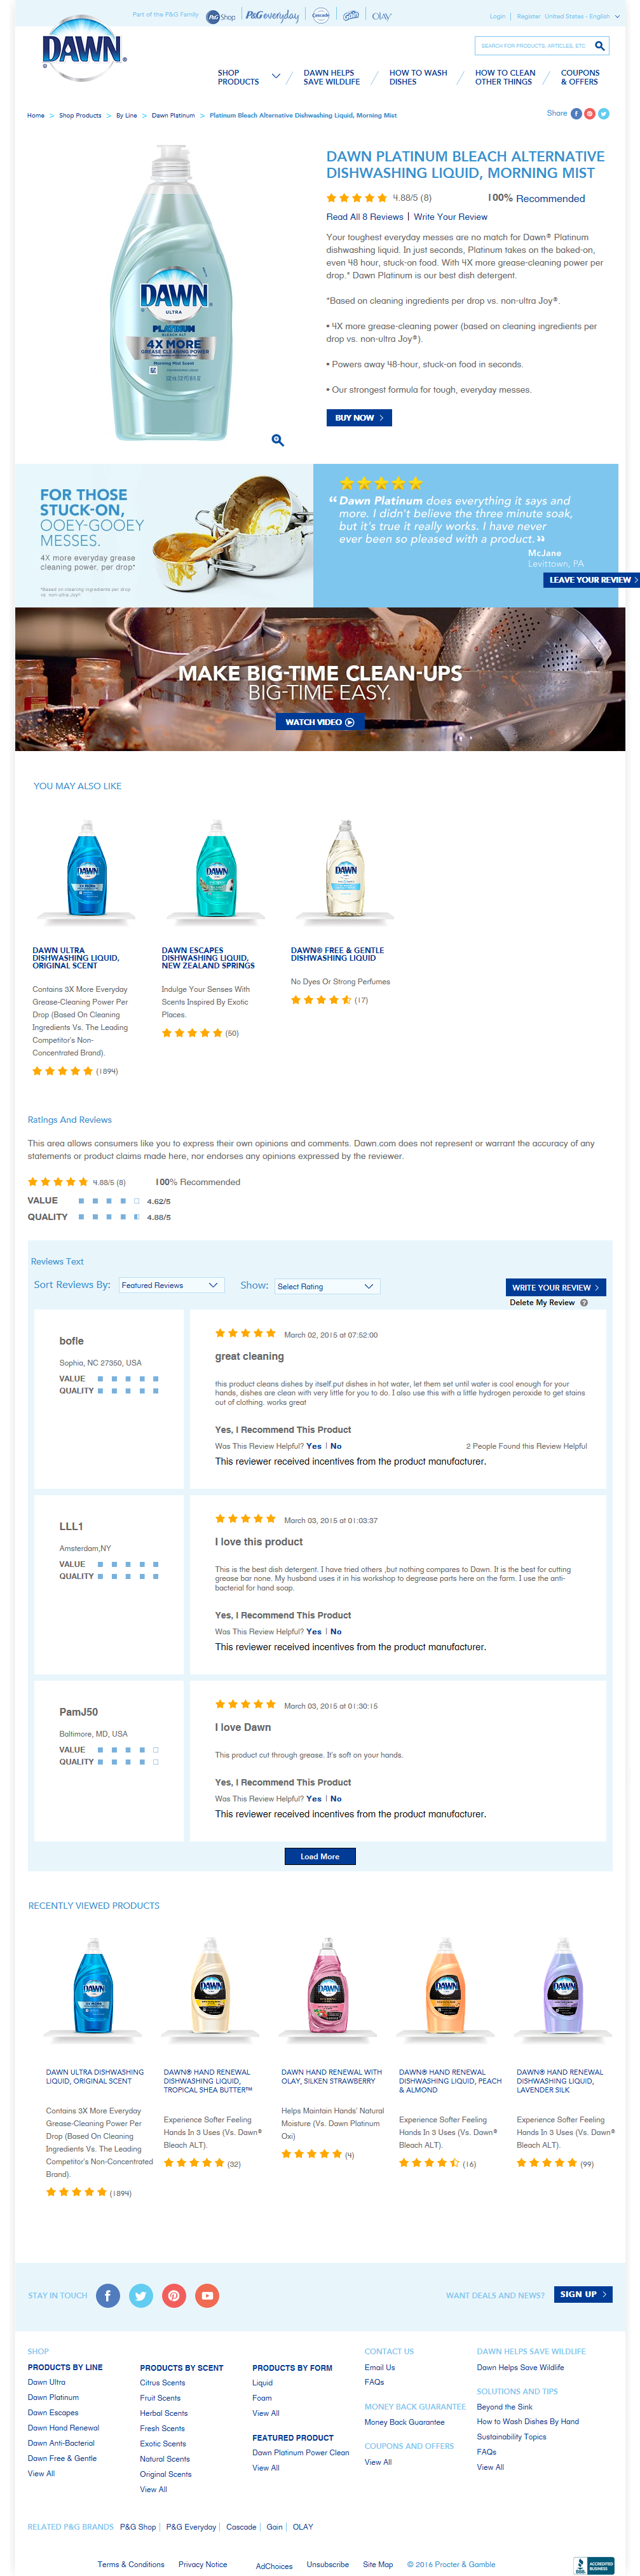 Part of the P&G Family P&G Shop P&G everyday Cascade Gain OLAY
Login | Register United States - English
DAWN
SEARCH FOR PRODUCTS, ARTICLES, ETC
SHOP PRODUCTS
DAWN HELPS SAVE WILDLIFE
HOW TO WASH DISHES
HOW TO CLEAN OTHER THINGS
COUPONS & OFFERS
Home > Shop Products > By Line > Dawn Platinum > Platinum Bleach Alternative Dishwashing Liquid, Morning Mist
Share
DAWN
ULTRA
PLATINUM
BLEACH ALT
4X MORE
GREASE CLEANING POWER
Morning Mist Scent
DAWN PLATINUM BLEACH ALTERNATIVE
DISHWASHING LIQUID, MORNING MIST
4.88/5 (8) 100% Recommended
Read All 8 Reviews | Write Your Review
Your toughest everyday messes are no match for Dawn® Platinum
dishwashing liquid. In just seconds, Platinum takes on the baked-on,
even 48 hour, stuck-on food. With 4X more grease-cleaning power per
drop.* Dawn Platinum is our best dish detergent.
*Based on cleaning ingredients per drop vs. non-ultra Joy®.
• 4X more grease-cleaning power (based on cleaning ingredients per
drop vs. non-ultra Joy®).
• Powers away 48-hour, stuck-on food in seconds.
• Our strongest formula for tough, everyday messes.
BUY NOW >
FOR THOSE
STUCK-ON,
OOEY-GOOEY
MESSES.
4X more everyday grease
cleaning power. per drop*
*Based on cleaning ingredients per drop
vs. non-ultra Joy®
“ Dawn Platinum does everything it says and
more. I didn't believe the three minute soak,
but it's true it really works. I have never
ever been so pleased with a product. ”
McJane
Levittown, PA
LEAVE YOUR REVIEW >
MAKE BIG-TIME CLEAN-UPS
BIG-TIME EASY.
WATCH VIDEO
YOU MAY ALSO LIKE
DAWN
DAWN
DAWN
DAWN ULTRA
DISHWASHING LIQUID,
ORIGINAL SCENT
Contains 3X More Everyday
Grease-Cleaning Power Per
Drop (Based On Cleaning
Ingredients Vs. The Leading
Competitor's Non-
Concentrated Brand).
(1894)
DAWN ESCAPES
DISHWASHING LIQUID,
NEW ZEALAND SPRINGS
Indulge Your Senses With
Scents Inspired By Exotic
Places.
(50)
DAWN® FREE & GENTLE
DISHWASHING LIQUID
No Dyes Or Strong Perfumes
(17)
Ratings And Reviews
This area allows consumers like you to express their own opinions and comments. Dawn.com does not represent or warrant the accuracy of any
statements or product claims made here, nor endorses any opinions expressed by the reviewer.
4.88/5 (8) 100% Recommended
VALUE 4.62/5
QUALITY 4.88/5
Reviews Text
Sort Reviews By: Featured Reviews Show: Select Rating WRITE YOUR REVIEW >
Delete My Review ?
bofle
Sophia, NC 27350, USA
VALUE
QUALITY
March 02, 2015 at 07:52:00
great cleaning
this product cleans dishes by itself.put dishes in hot water, let them set until water is cool enough for your
hands, dishes are clean with very little for you to do. I also use this with a little hydrogen peroxide to get stains
out of clothing. works great
Yes, I Recommend This Product
Was This Review Helpful? Yes | No 2 People Found this Review Helpful
This reviewer received incentives from the product manufacturer.
LLL1
Amsterdam,NY
VALUE
QUALITY
March 03, 2015 at 01:03:37
I love this product
This is the best dish detergent. I have tried others ,but nothing compares to Dawn. It is the best for cutting
grease bar none. My husband uses it in his workshop to degrease parts here on the farm. I use the anti-
bacterial for hand soap.
Yes, I Recommend This Product
Was This Review Helpful? Yes | No
This reviewer received incentives from the product manufacturer.
PamJ50
Baltimore, MD, USA
VALUE
QUALITY
March 03, 2015 at 01:30:15
I love Dawn
This product cut through grease. It's soft on your hands.
Yes, I Recommend This Product
Was This Review Helpful? Yes | No
This reviewer received incentives from the product manufacturer.
Load More
RECENTLY VIEWED PRODUCTS
DAWN
DAWN
DAWN
DAWN
DAWN
DAWN ULTRA DISHWASHING
LIQUID, ORIGINAL SCENT
Contains 3X More Everyday
Grease-Cleaning Power Per
Drop (Based On Cleaning
Ingredients Vs. The Leading
Competitor's Non-Concentrated
Brand).
(1894)
DAWN® HAND RENEWAL
DISHWASHING LIQUID,
TROPICAL SHEA BUTTER™
Experience Softer Feeling
Hands In 3 Uses (Vs. Dawn®
Bleach ALT).
(32)
DAWN HAND RENEWAL WITH
OLAY, SILKEN STRAWBERRY
Helps Maintain Hands' Natural
Moisture (Vs. Dawn Platinum
Oxi)
(4)
DAWN® HAND RENEWAL
DISHWASHING LIQUID, PEACH
& ALMOND
Experience Softer Feeling
Hands In 3 Uses (Vs. Dawn®
Bleach ALT).
(16)
DAWN® HAND RENEWAL
DISHWASHING LIQUID,
LAVENDER SILK
Experience Softer Feeling
Hands In 3 Uses (Vs. Dawn®
Bleach ALT).
(99)
STAY IN TOUCH
WANT DEALS AND NEWS? SIGN UP >
SHOP
PRODUCTS BY LINE
Dawn Ultra
Dawn Platinum
Dawn Escapes
Dawn Hand Renewal
Dawn Anti-Bacterial
Dawn Free & Gentle
View All
PRODUCTS BY SCENT
Citrus Scents
Fruit Scents
Herbal Scents
Fresh Scents
Exotic Scents
Natural Scents
Original Scents
View All
PRODUCTS BY FORM
Liquid
Foam
View All
FEATURED PRODUCT
Dawn Platinum Power Clean
View All
CONTACT US
Email Us
FAQs
MONEY BACK GUARANTEE
Money Back Guarantee
COUPONS AND OFFERS
View All
DAWN HELPS SAVE WILDLIFE
Dawn Helps Save Wildlife
SOLUTIONS AND TIPS
Beyond the Sink
How to Wash Dishes By Hand
Sustainability Topics
FAQs
View All
RELATED P&G BRANDS P&G Shop | P&G Everyday | Cascade | Gain | OLAY
Terms & Conditions Privacy Notice AdChoices Unsubscribe Site Map © 2016 Procter & Gamble
BBB ACCREDITED BUSINESS